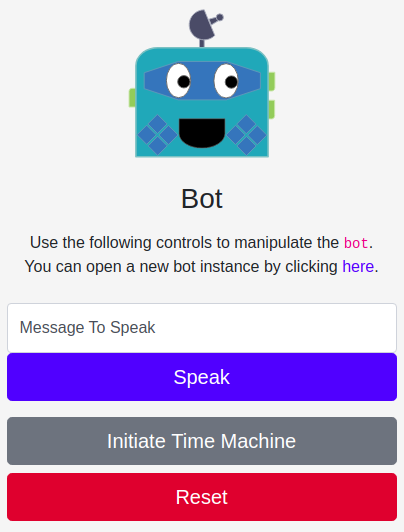 Bot
Use the following controls to manipulate the bot.
You can open a new bot instance by clicking here.
Message To Speak
Speak
Initiate Time Machine
Reset